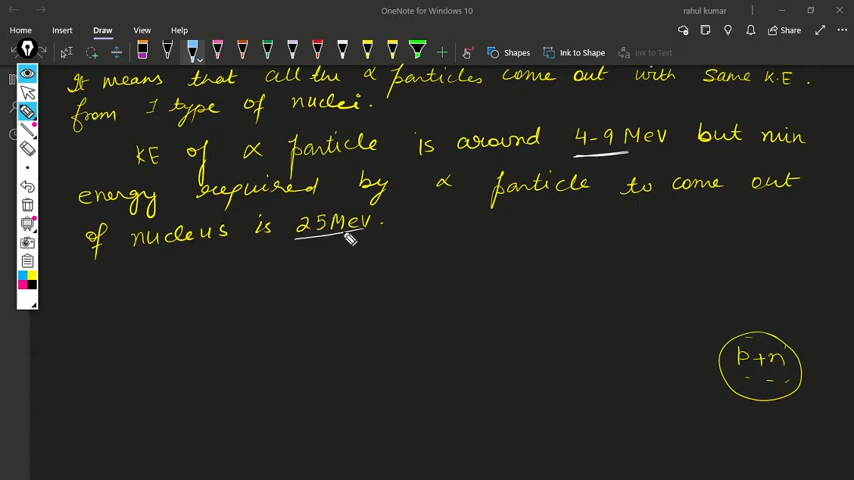 OneNote for Windows 10
rahul kumar
Home Insert Draw View Help
Share
Shapes Ink to Shape Ink to Text
It means that all the α particles come out with same K.E.
from 1 type of nuclei.
KE of α particle is around 4-9 MeV but min
energy required by α particle to come out
of nucleus is 25MeV.
p+n